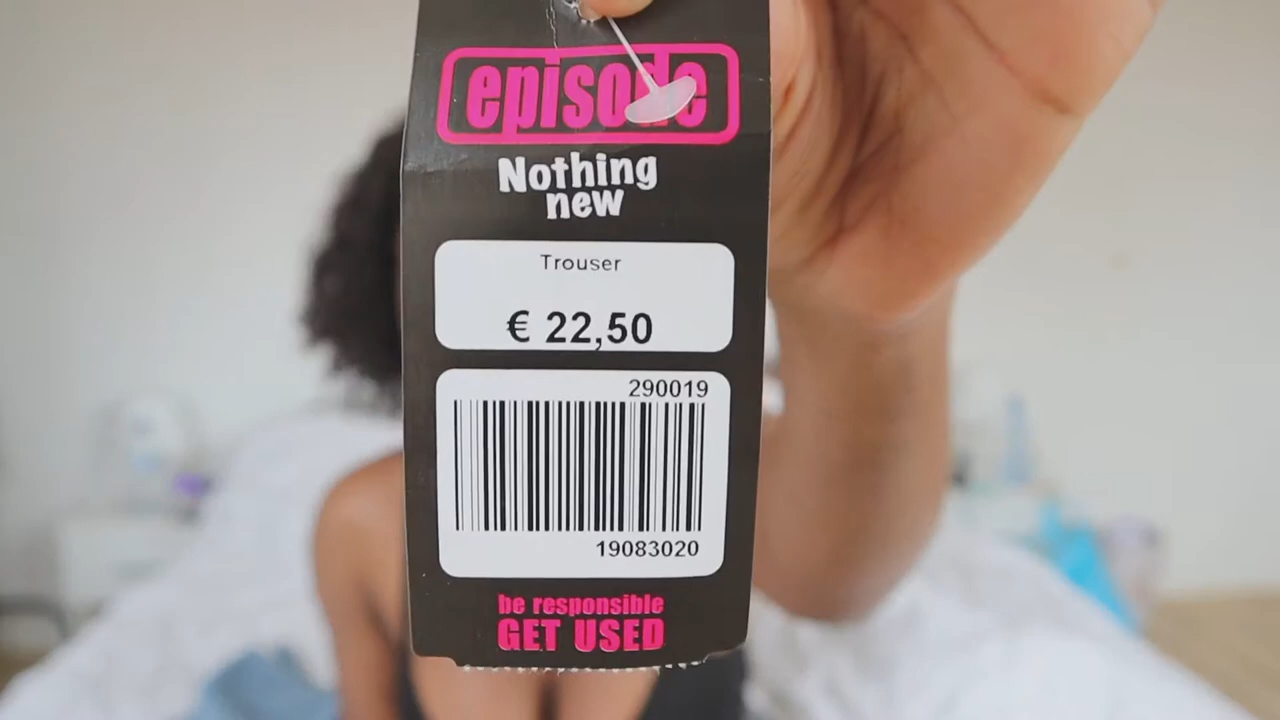 episode
Nothing
new
Trouser
€ 22,50
290019
19083020
be responsible
GET USED